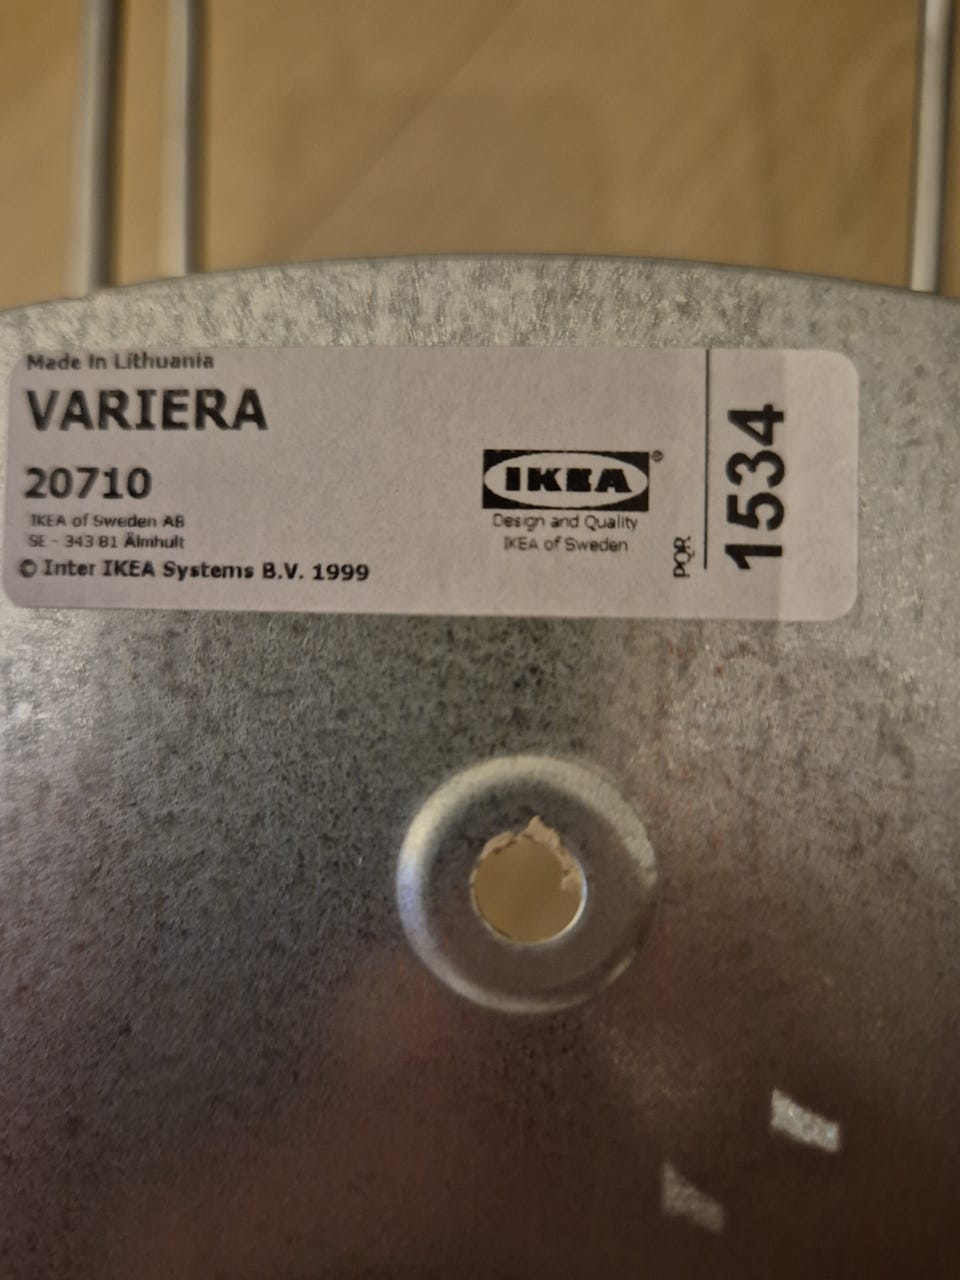 Made in Lithuania
VARIERA
20710
IKEA of Sweden AB
SE - 343 81 Älmhult
© Inter IKEA Systems B.V. 1999
IKEA®
Design and Quality
IKEA of Sweden
PQR
1534